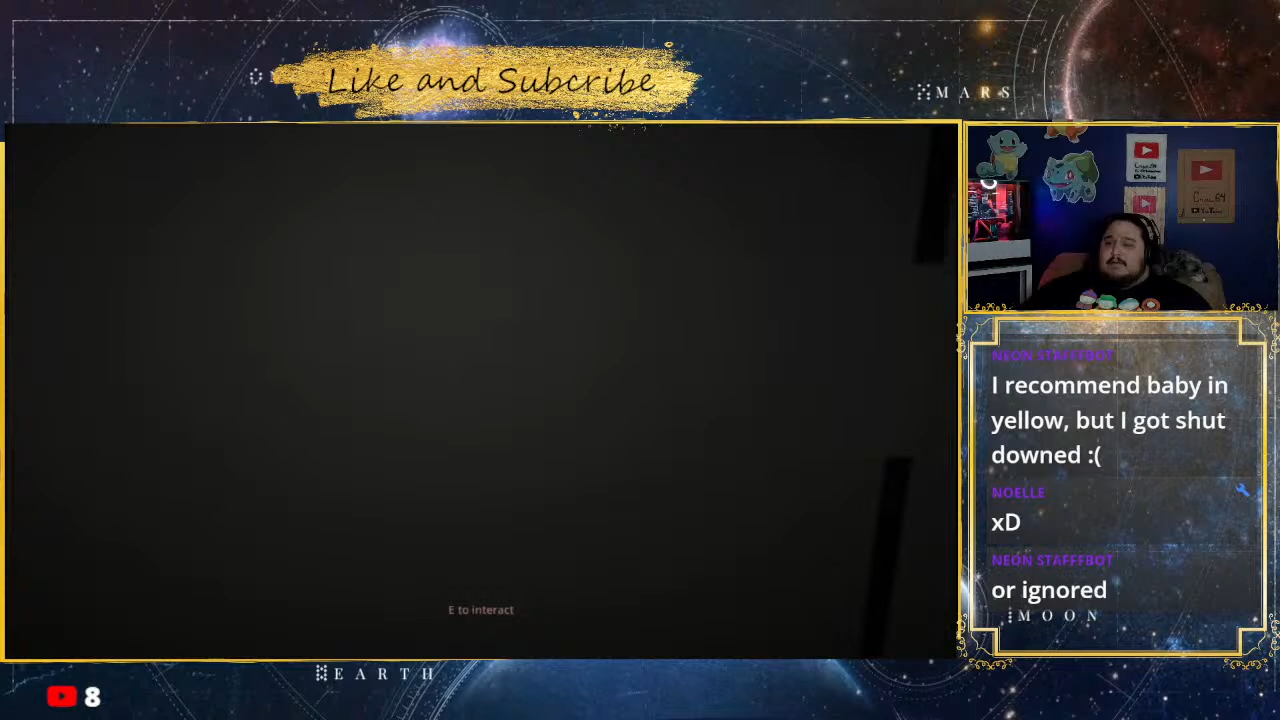 Like and Subcribe
MARS
E to interact
NEON STAFFFBOT
I recommend baby in
yellow, but I got shut
downed :(
NOELLE
xD
NEON STAFFFBOT
or ignored
MOON
EARTH
8